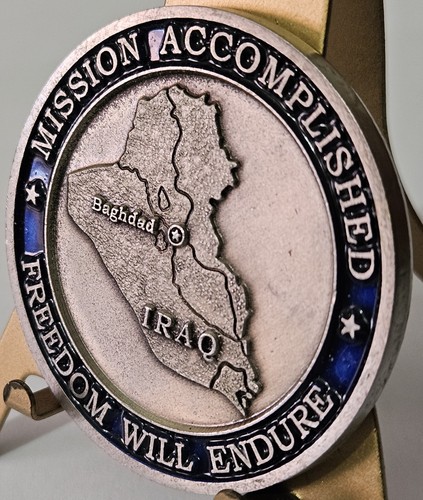 MISSION ACCOMPLISHED
Baghdad
IRAQ
FREEDOM WILL ENDURE